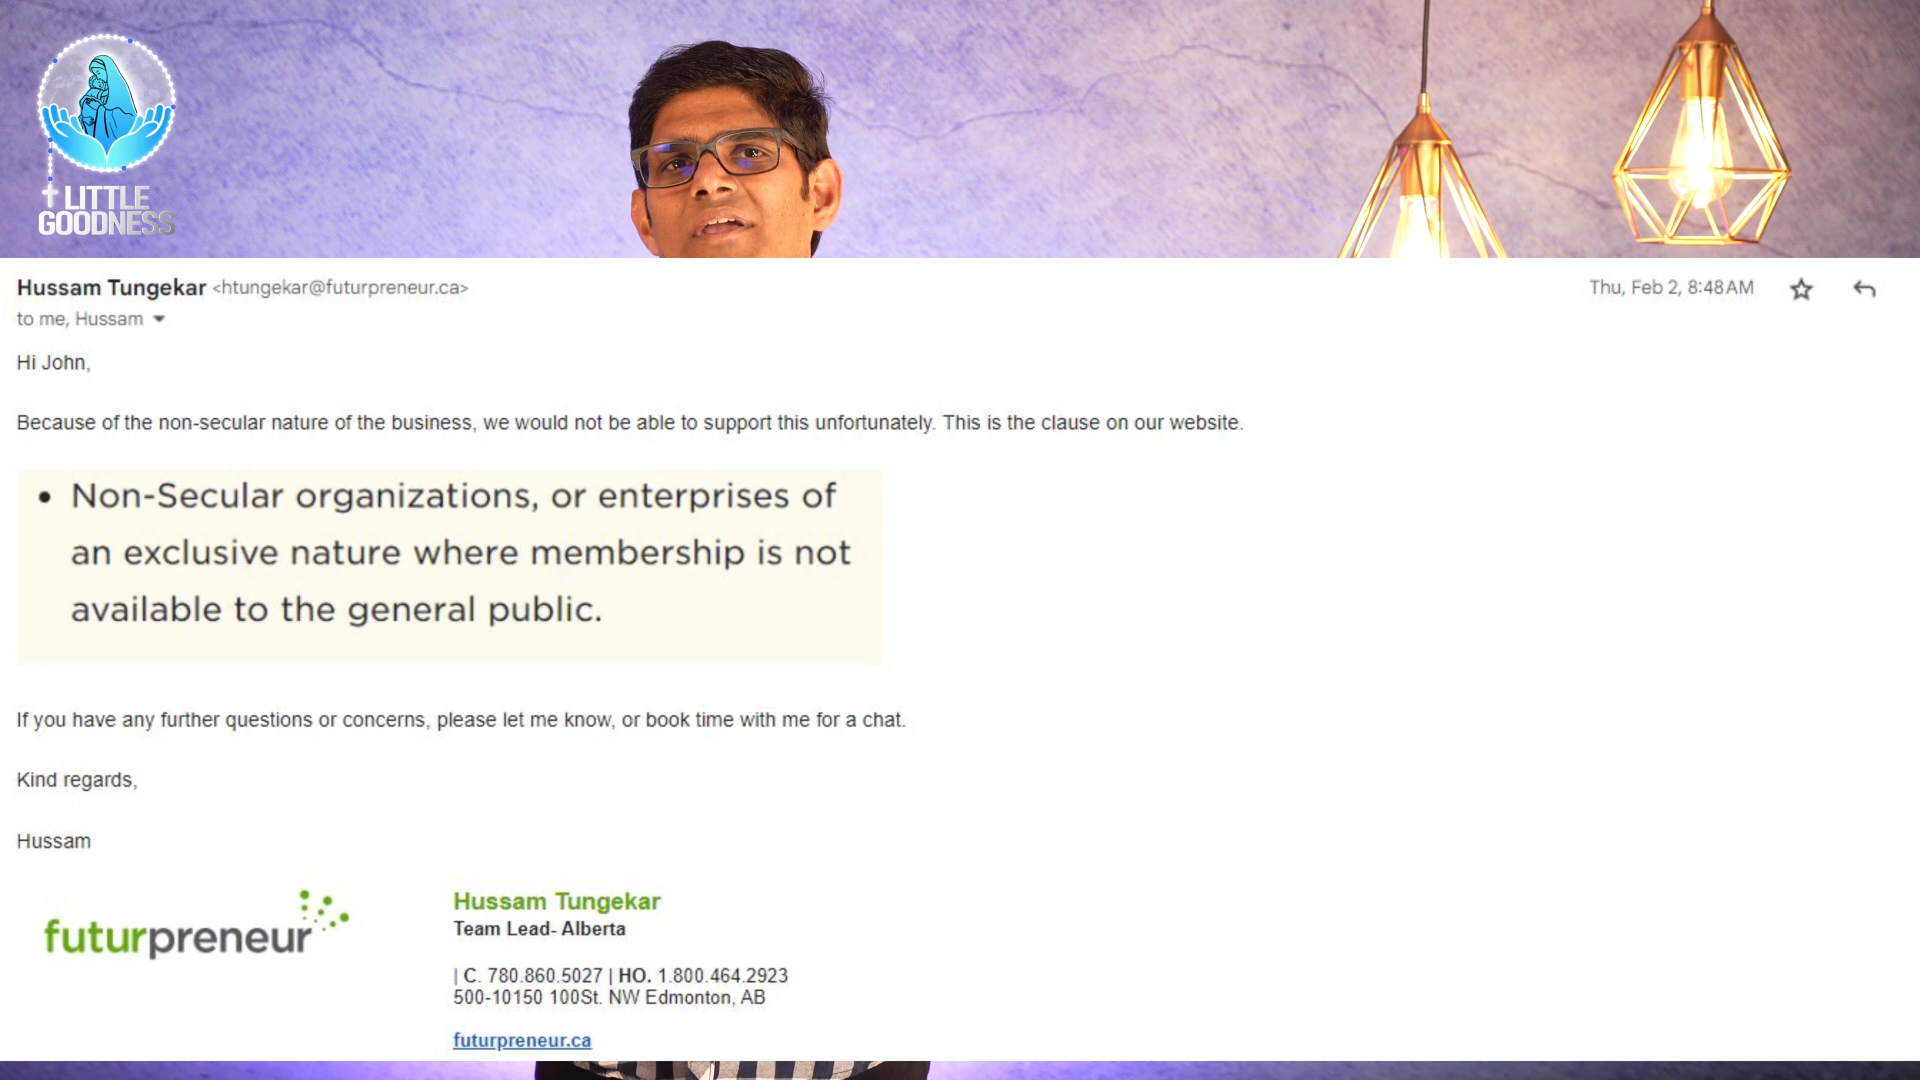 LITTLE
GOODNESS
Hussam Tungekar <htungekar@futurpreneur.ca>
Thu, Feb 2, 8:48 AM
to me, Hussam
Hi John,
Because of the non-secular nature of the business, we would not be able to support this unfortunately. This is the clause on our website.
• Non-Secular organizations, or enterprises of
an exclusive nature where membership is not
available to the general public.
If you have any further questions or concerns, please let me know, or book time with me for a chat.
Kind regards,
Hussam
futurpreneur
Hussam Tungekar
Team Lead- Alberta
| C. 780.860.5027 | HO. 1.800.464.2923
500-10150 100St. NW Edmonton, AB
futurpreneur.ca